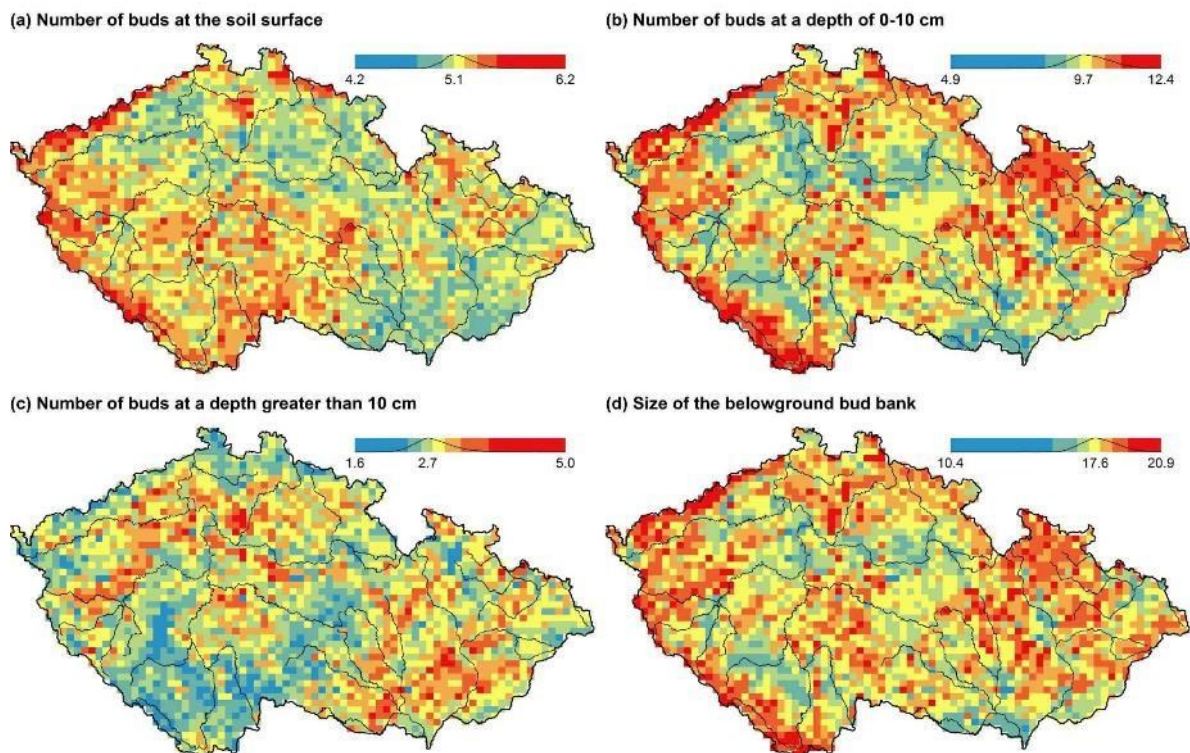 (a) Number of buds at the soil surface
4.2 5.1 6.2
(b) Number of buds at a depth of 0-10 cm
4.9 9.7 12.4
(c) Number of buds at a depth greater than 10 cm
1.6 2.7 5.0
(d) Size of the belowground bud bank
10.4 17.6 20.9